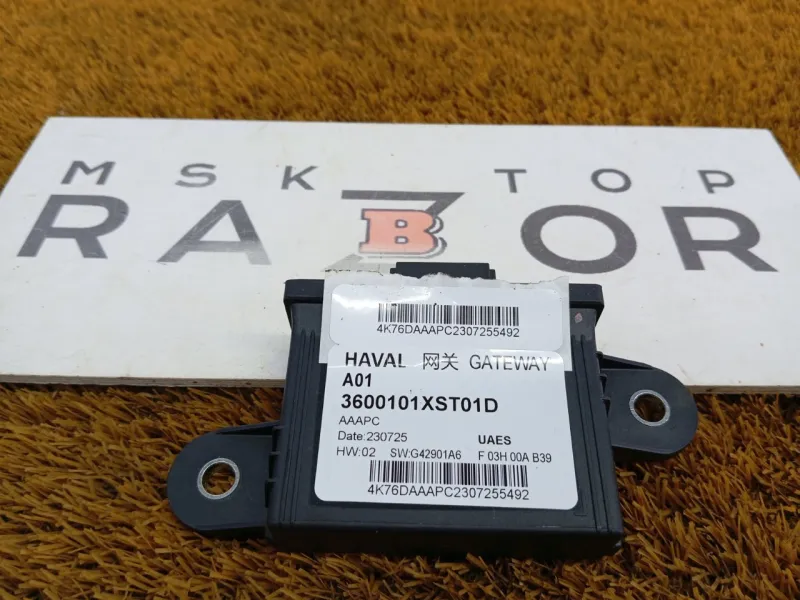 MSK TOP
RAZBOR
4K76DAAAPC2307255492
HAVAL 网关 GATEWAY
A01
3600101XST01D
AAAPC
Date:230725 UAES
HW:02 SW:G42901A6 F 03H 00A B39
4K76DAAAPC2307255492